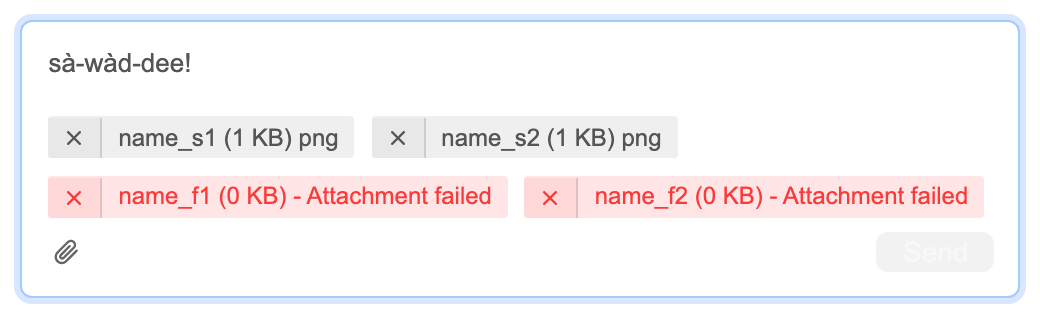 sà-wàd-dee!
× name_s1 (1 KB) png × name_s2 (1 KB) png
× name_f1 (0 KB) - Attachment failed × name_f2 (0 KB) - Attachment failed
Send